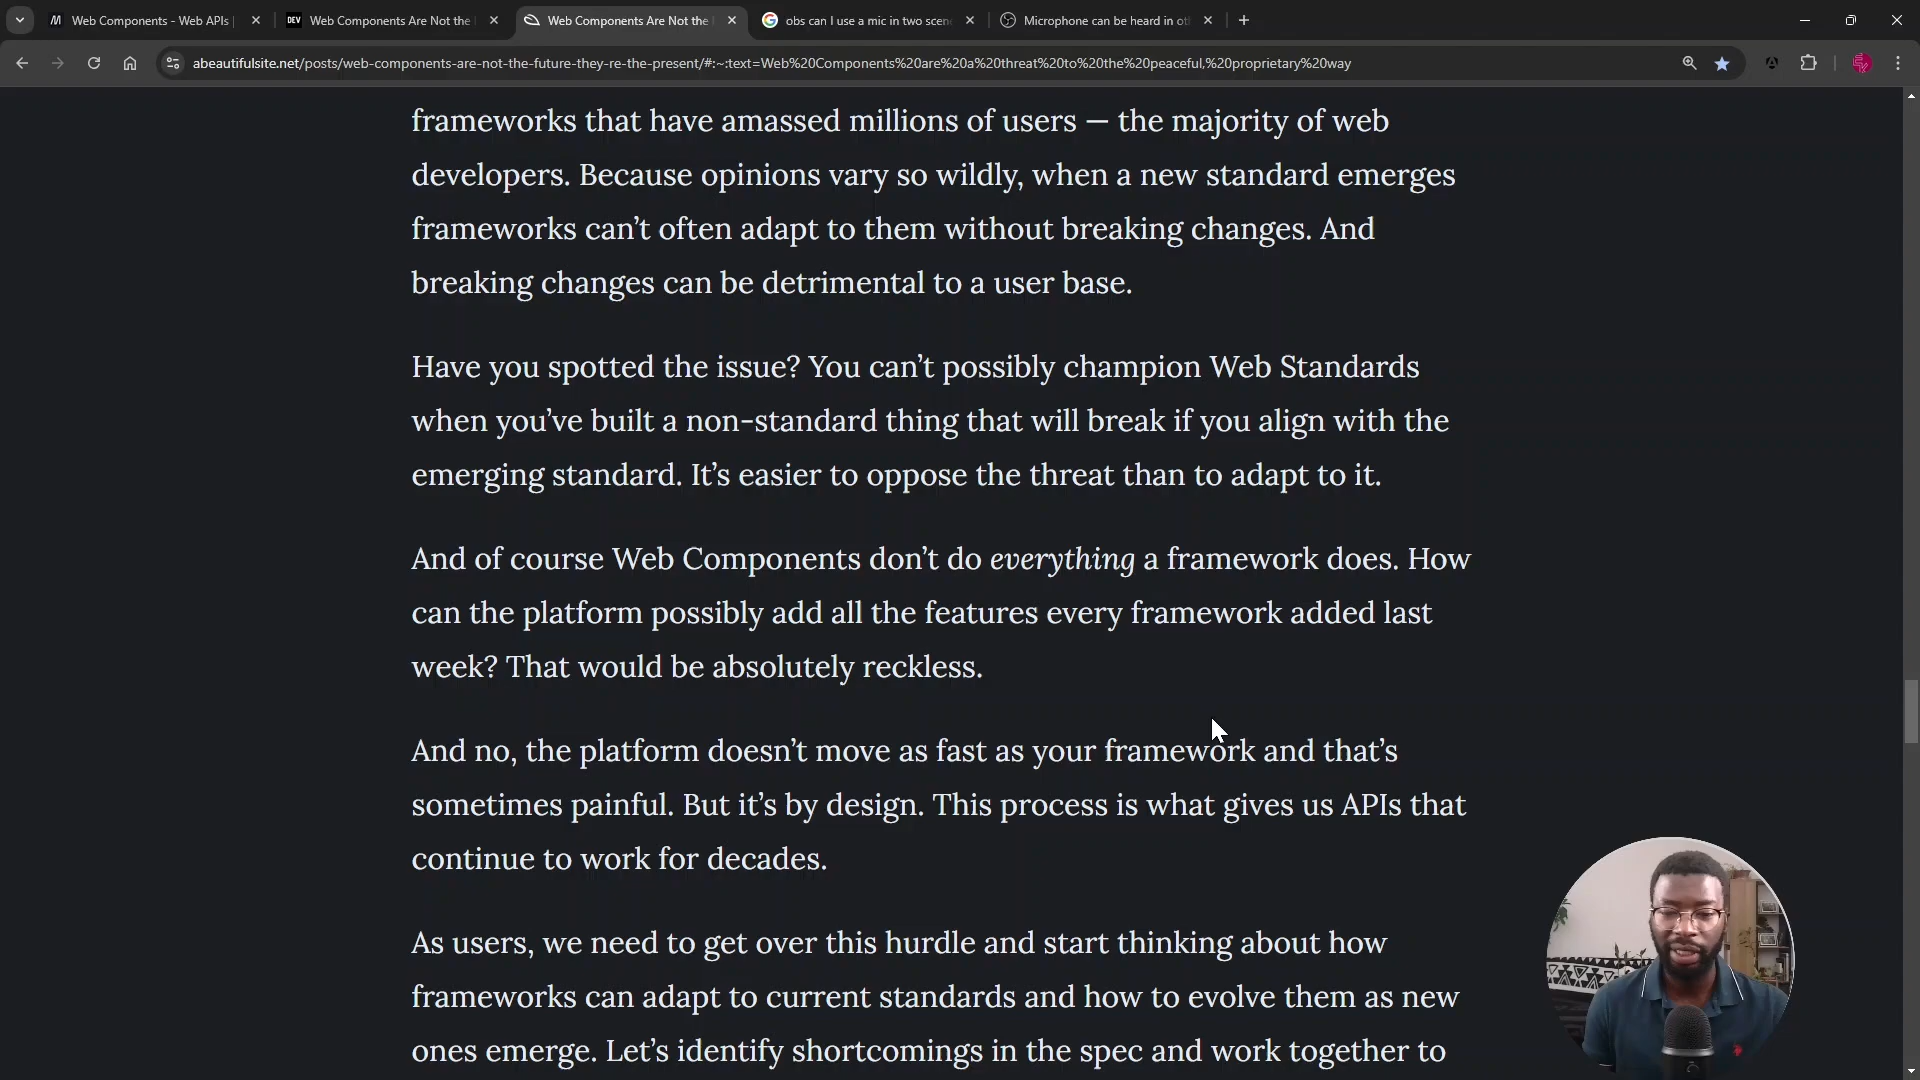 Web Components - Web APIs
DEV
Web Components Are Not the
Web Components Are Not the
obs can I use a mic in two scen
Microphone can be heard in ot
abeautifulsite.net/posts/web-components-are-not-the-future-they-re-the-present/#:~:text=Web%20Components%20are%20a%20threat%20to%20the%20peaceful,%20proprietary%20way
frameworks that have amassed millions of users — the majority of web
developers. Because opinions vary so wildly, when a new standard emerges
frameworks can’t often adapt to them without breaking changes. And
breaking changes can be detrimental to a user base.
Have you spotted the issue? You can’t possibly champion Web Standards
when you’ve built a non-standard thing that will break if you align with the
emerging standard. It’s easier to oppose the threat than to adapt to it.
And of course Web Components don’t do everything a framework does. How
can the platform possibly add all the features every framework added last
week? That would be absolutely reckless.
And no, the platform doesn’t move as fast as your framework and that’s
sometimes painful. But it’s by design. This process is what gives us APIs that
continue to work for decades.
As users, we need to get over this hurdle and start thinking about how
frameworks can adapt to current standards and how to evolve them as new
ones emerge. Let’s identify shortcomings in the spec and work together to